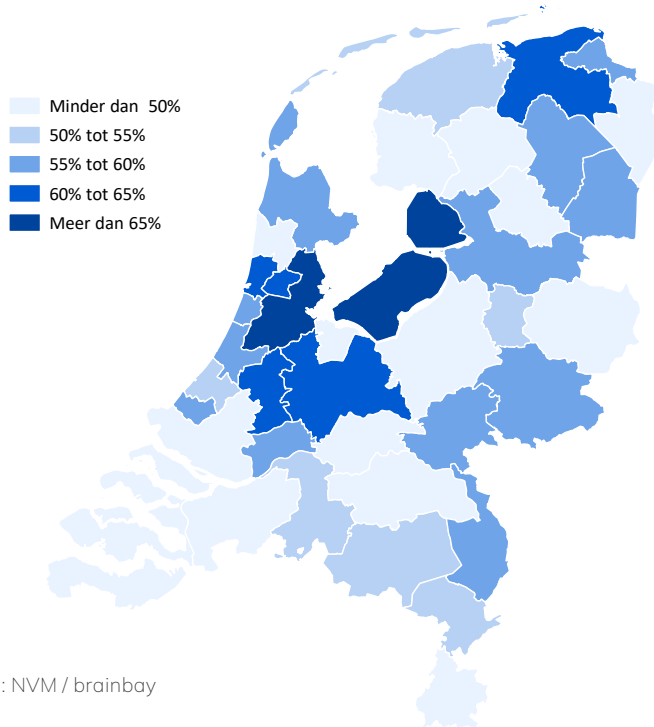 Minder dan  50%
50% tot 55%
55% tot 60%
60% tot 65%
Meer dan 65%
: NVM / brainbay